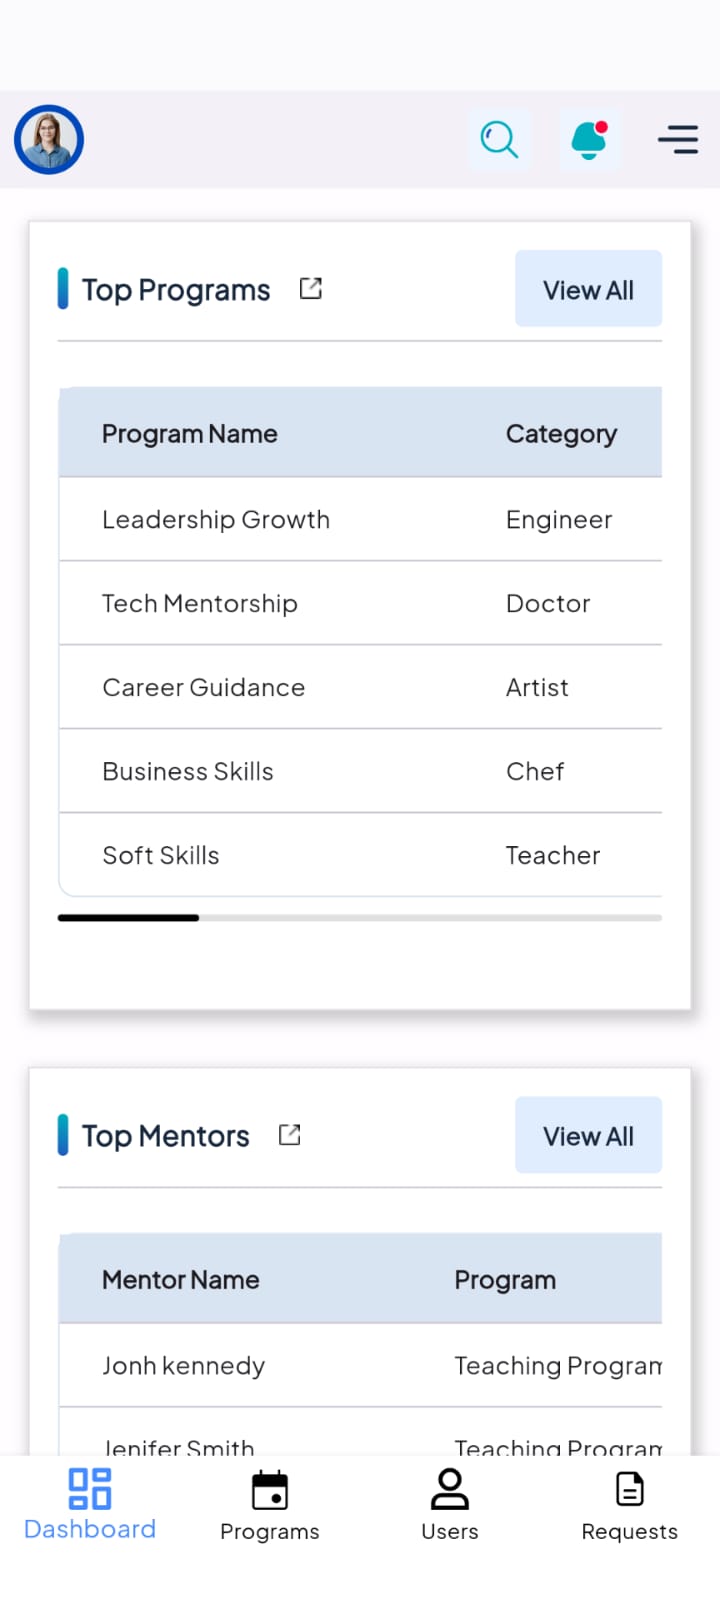 Top Programs
View All
Program Name Category
Leadership Growth Engineer
Tech Mentorship Doctor
Career Guidance Artist
Business Skills Chef
Soft Skills Teacher
Top Mentors
View All
Mentor Name Program
Jonh kennedy Teaching Program
Jenifer Smith Teaching Program
Dashboard Programs Users Requests